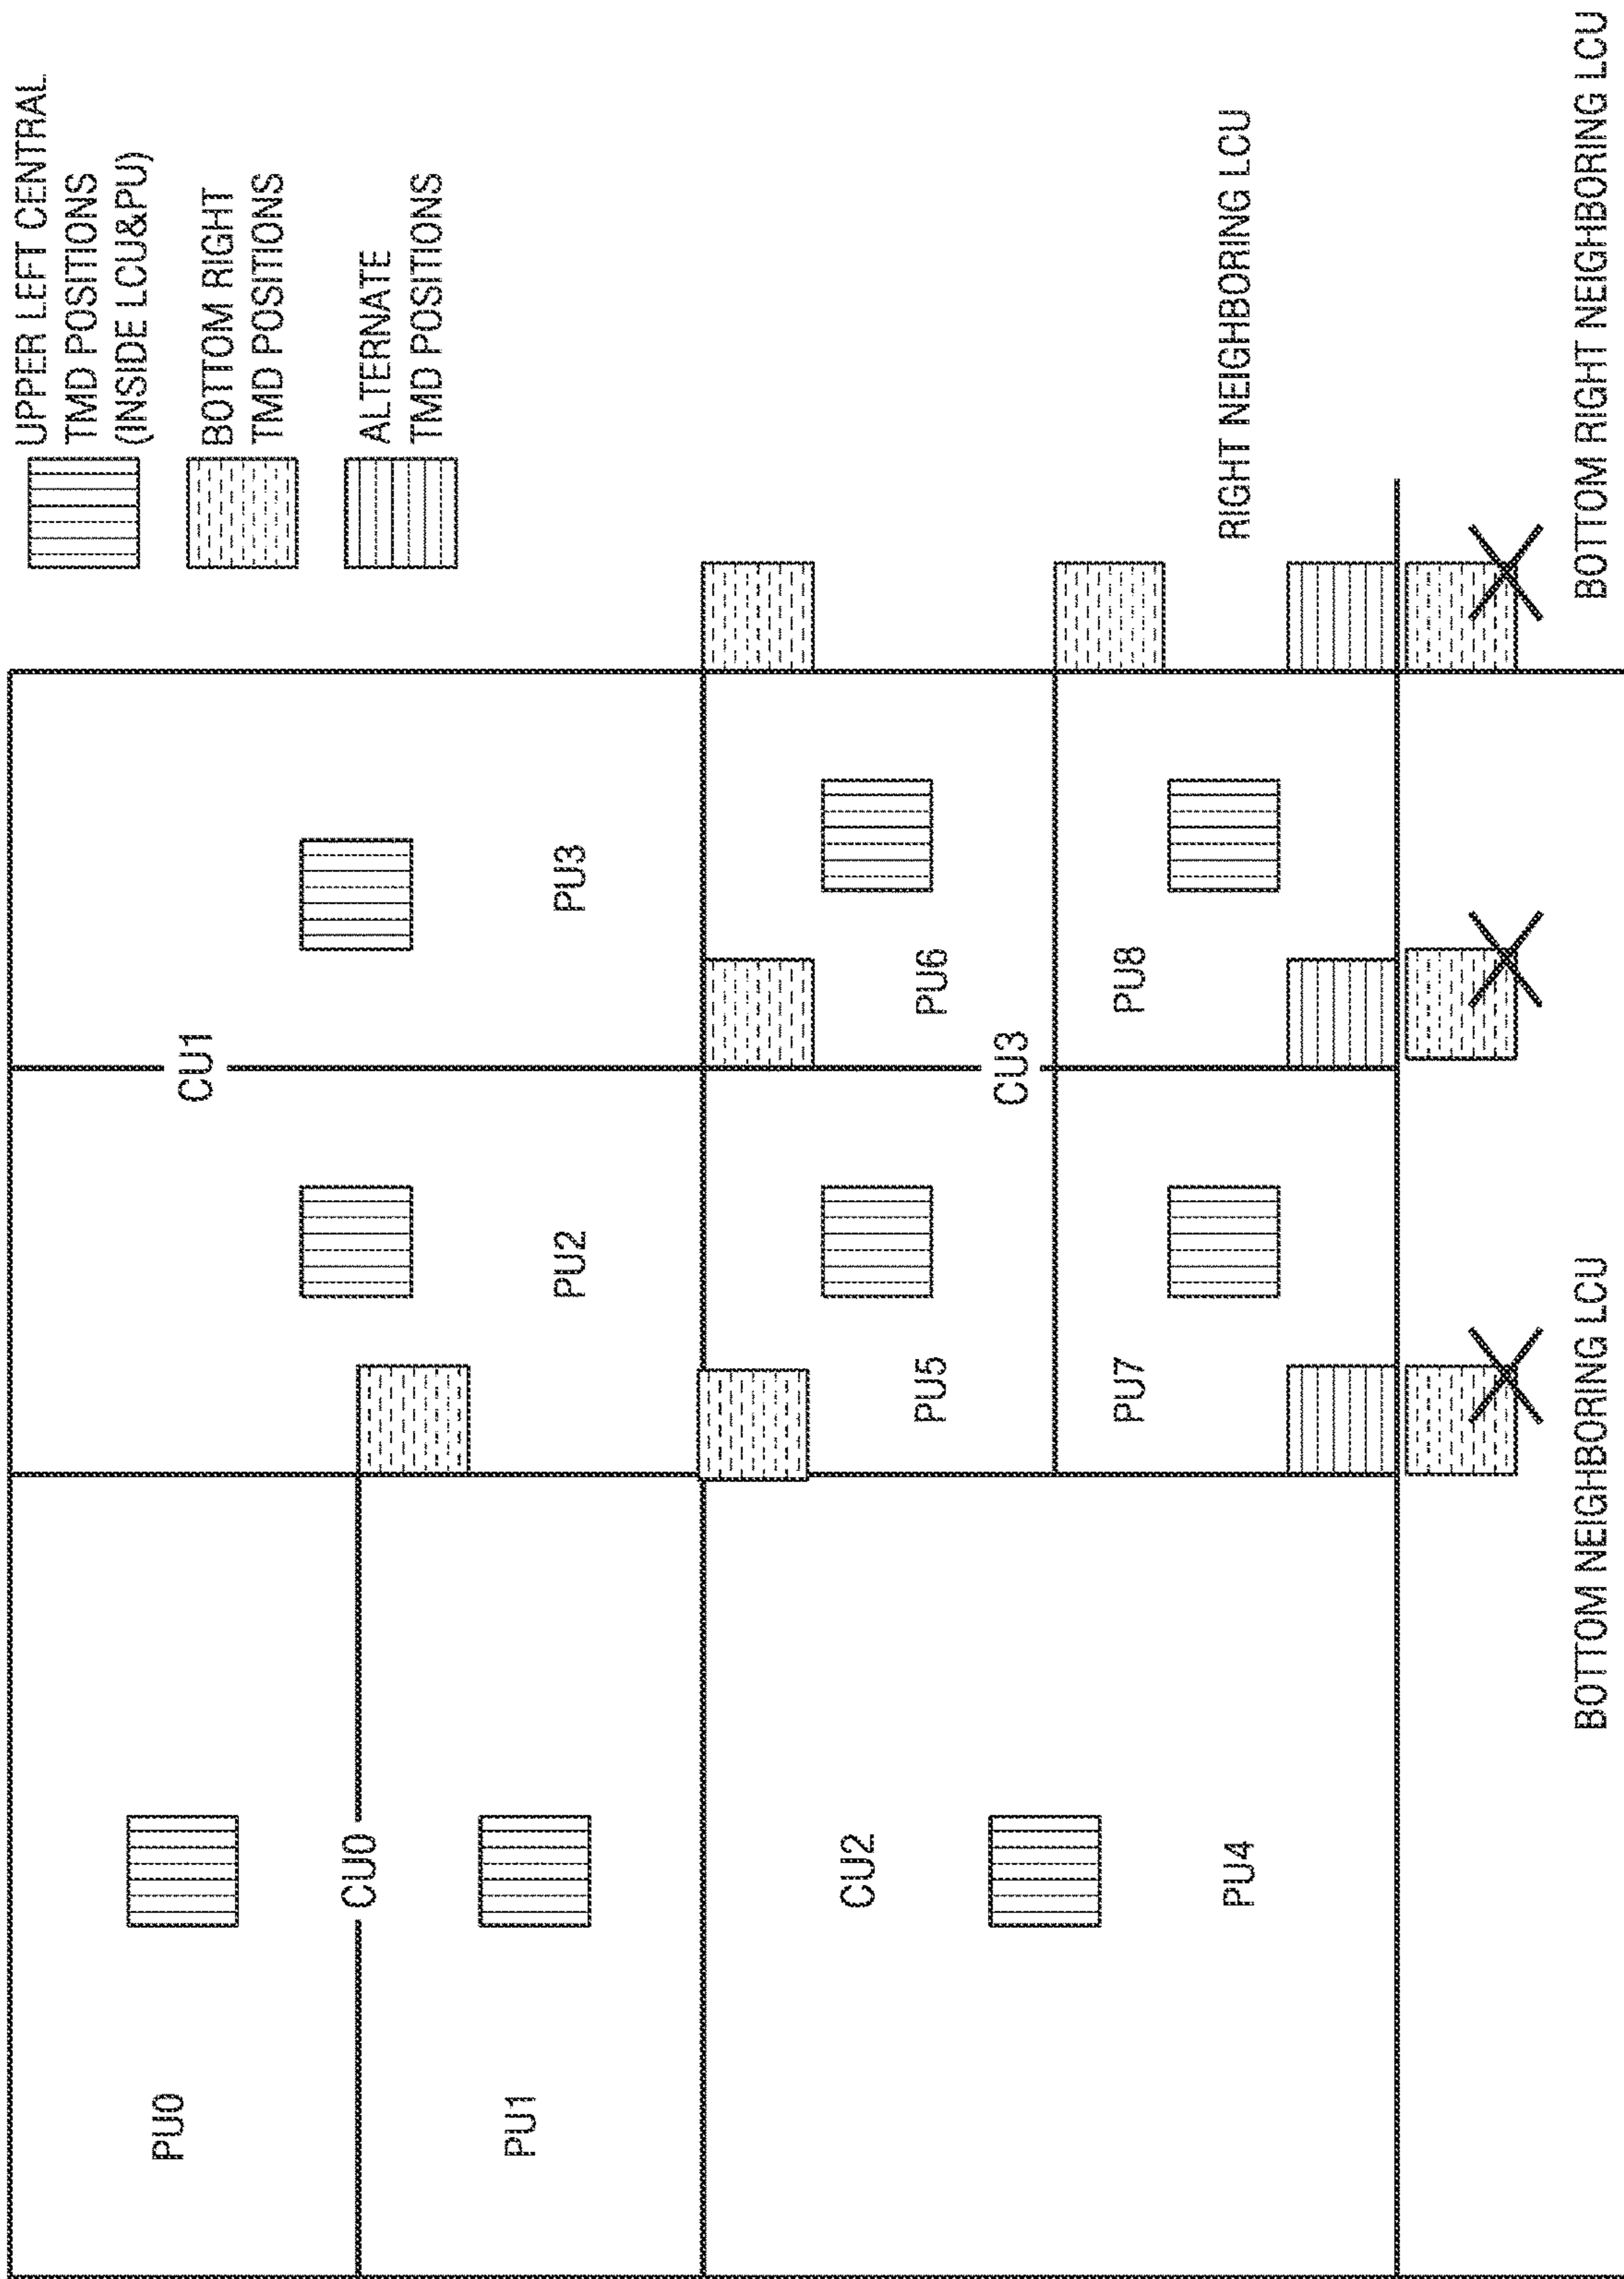 UPPER LEFT CENTRAL
TMD POSITIONS
(INSIDE LCU&PU)
BOTTOM RIGHT
TMD POSITIONS
ALTERNATE
TMD POSITIONS
PU0
CU0
PU1
CU1
PU2
PU3
CU2
PU4
PU5
PU6
CU3
PU7
PU8
RIGHT NEIGHBORING LCU
BOTTOM NEIGHBORING LCU
BOTTOM RIGHT NEIGHBORING LCU